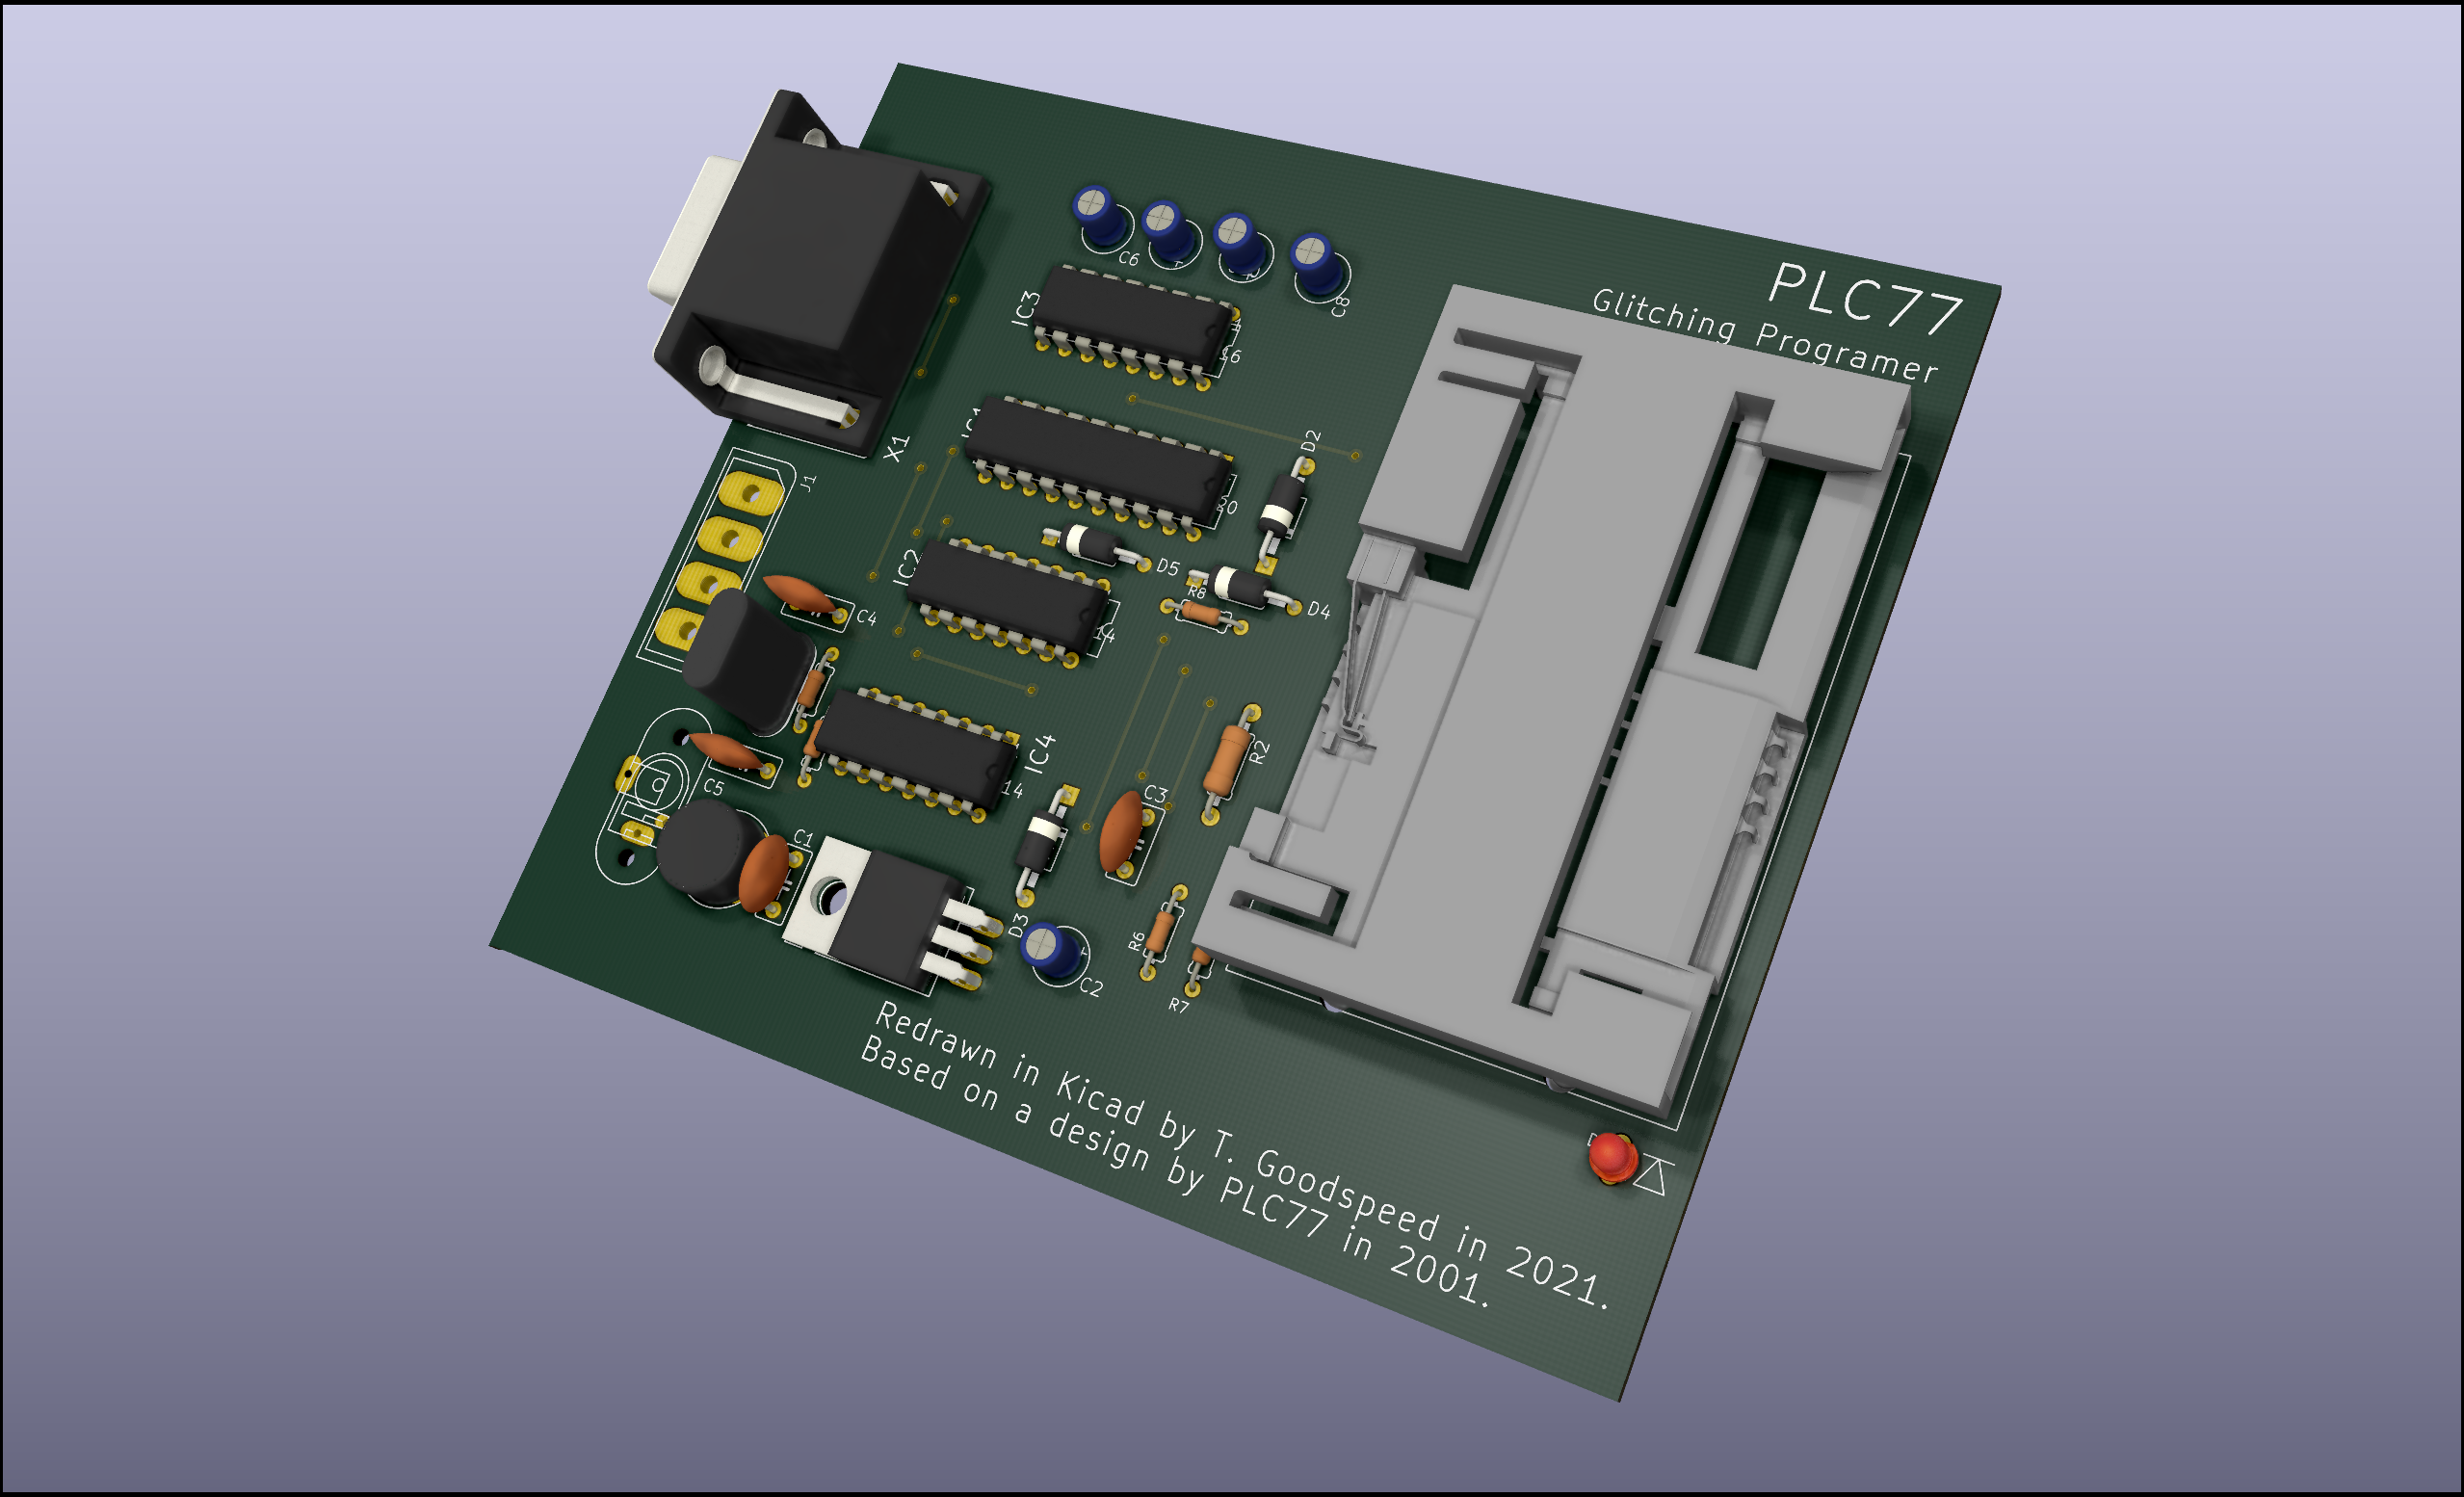 PLC77
Glitching Programer
C6
C8
IC3
16
X1
20
D2
J1
D5
R8
D4
IC2
14
C4
IC4
14
R2
C3
C5
C1
D3
C2
R6
R7
Redrawn in Kicad by T. Goodspeed in 2021.
Based on a design by PLC77 in 2001.